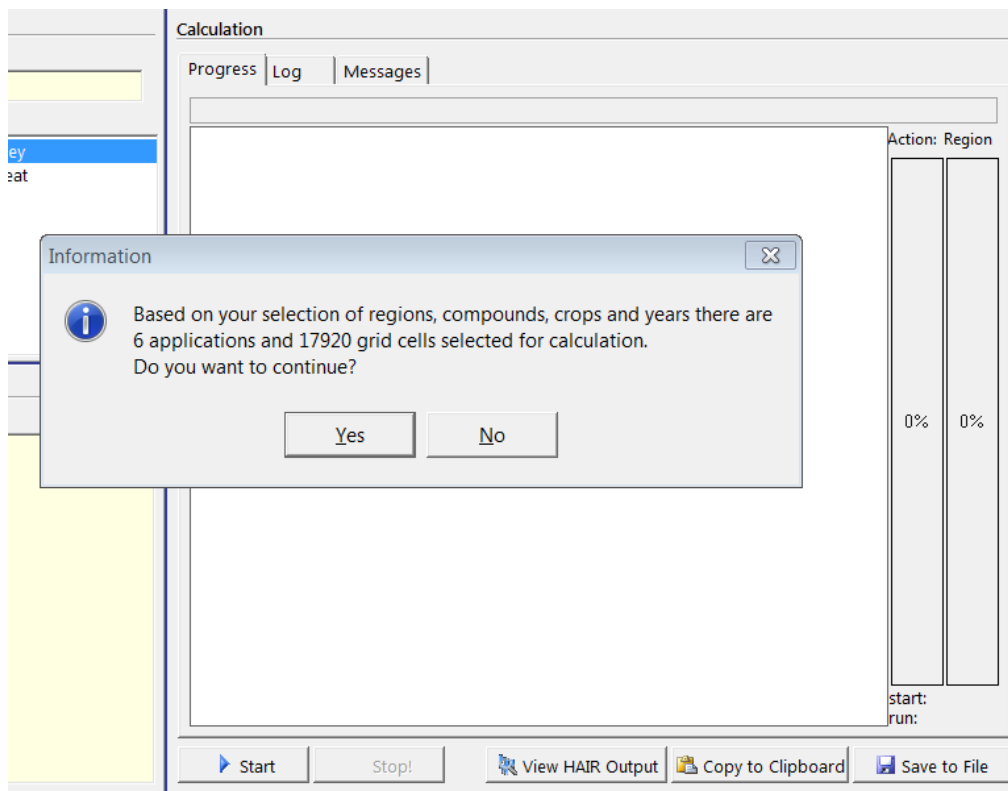 Calculation
Progress Log Messages
ey
eat
Action: Region
Information
Based on your selection of regions, compounds, crops and years there are
6 applications and 17920 grid cells selected for calculation.
Do you want to continue?
Yes No
0% 0%
start:
run:
Start Stop! View HAIR Output Copy to Clipboard Save to File